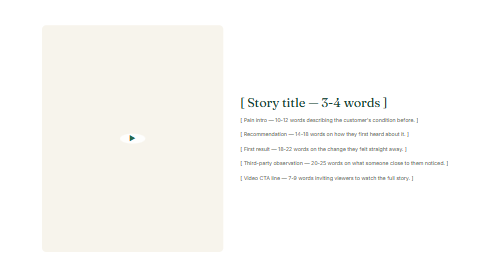 [ Story title — 3-4 words ]
[ Pain intro — 10-12 words describing the customer's condition before. ]
[ Recommendation — 14-18 words on how they first heard about it. ]
[ First result — 18-22 words on the change they felt straight away. ]
[ Third-party observation — 20-25 words on what someone close to them noticed. ]
[ Video CTA line — 7-9 words inviting viewers to watch the full story. ]